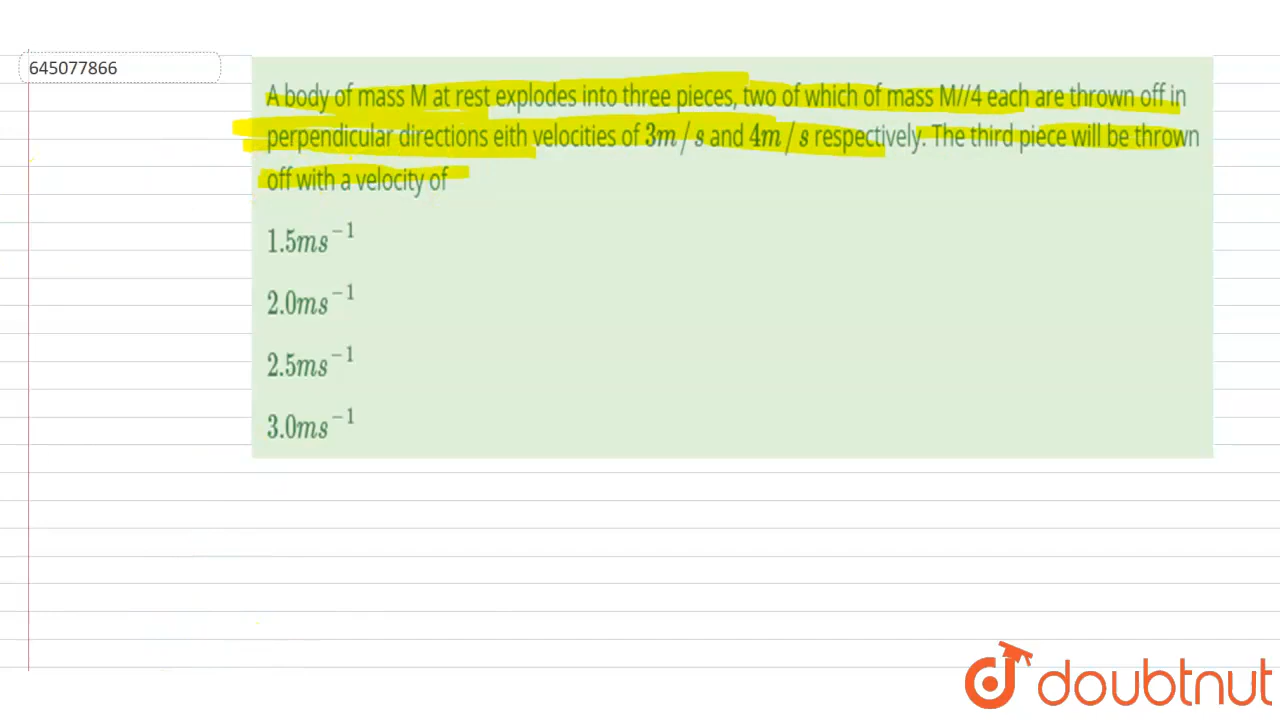 645077866
A body of mass M at rest explodes into three pieces, two of which of mass M//4 each are thrown off in
perpendicular directions eith velocities of 3m/s and 4m/s respectively. The third piece will be thrown
off with a velocity of
1.5ms⁻¹
2.0ms⁻¹
2.5ms⁻¹
3.0ms⁻¹
doubtnut